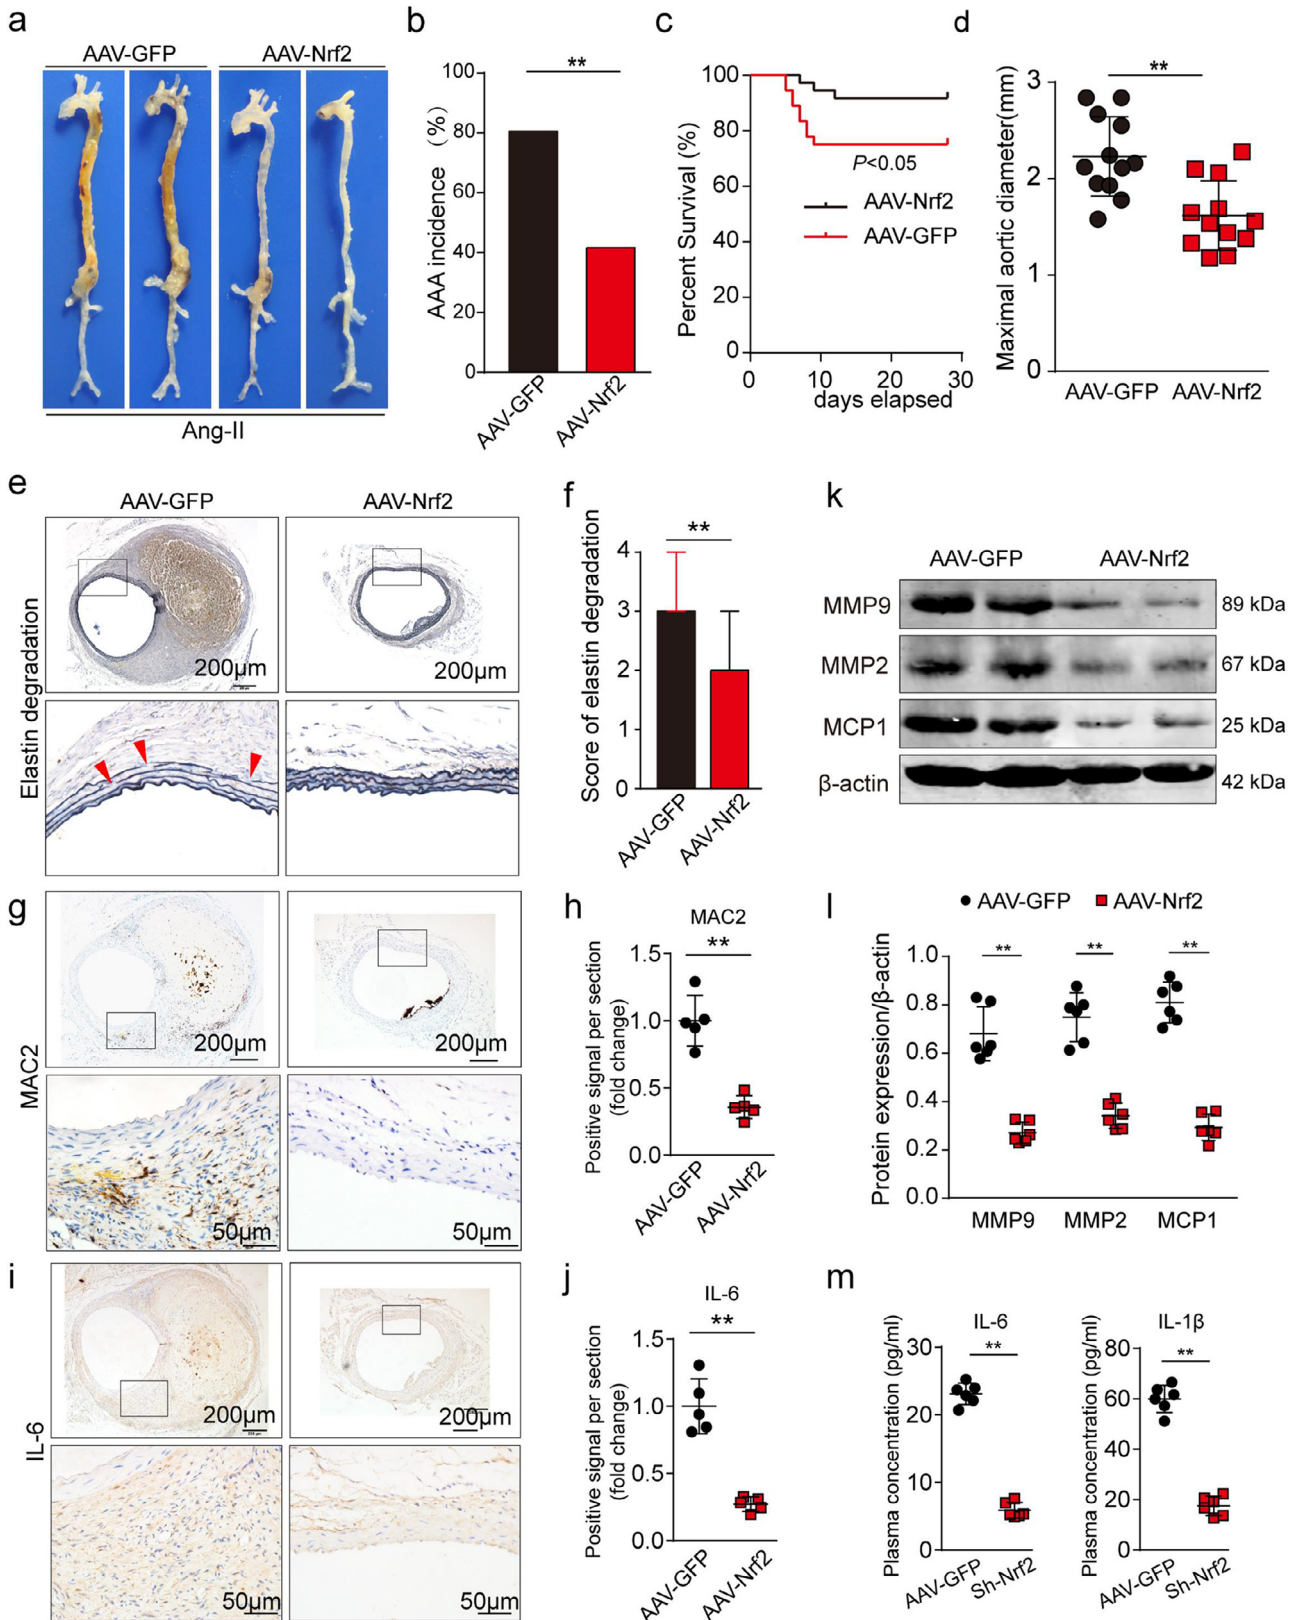 a
AAV-GFP
AAV-Nrf2
Ang-II
b
**
AAA incidence (%)
100
80
60
40
20
0
AAV-GFP
AAV-Nrf2
c
Percent Survival (%)
100
80
60
40
20
0
P<0.05
AAV-Nrf2
AAV-GFP
0
10
20
30
days elapsed
d
**
Maximal aortic diameter(mm)
3
2
1
0
AAV-GFP
AAV-Nrf2
e
AAV-GFP
AAV-Nrf2
Elastin degradation
200μm
200μm
f
**
Score of elastin degradation
4
3
2
1
0
AAV-GFP
AAV-Nrf2
k
AAV-GFP
AAV-Nrf2
MMP9
89 kDa
MMP2
67 kDa
MCP1
25 kDa
β-actin
42 kDa
g
MAC2
200μm
200μm
50μm
50μm
h
MAC2
**
Positive signal per section
(fold change)
1.5
1.0
0.5
0.0
AAV-GFP
AAV-Nrf2
l
AAV-GFP
AAV-Nrf2
**
**
**
Protein expression/β-actin
1.0
0.8
0.6
0.4
0.2
0.0
MMP9
MMP2
MCP1
i
IL-6
200μm
200μm
50μm
50μm
j
IL-6
**
Positive signal per section
(fold change)
1.5
1.0
0.5
0.0
AAV-GFP
AAV-Nrf2
m
IL-6
**
Plasma concentration (pg/ml)
30
20
10
0
AAV-GFP
Sh-Nrf2
IL-1β
**
Plasma concentration (pg/ml)
80
60
40
20
0
AAV-GFP
Sh-Nrf2